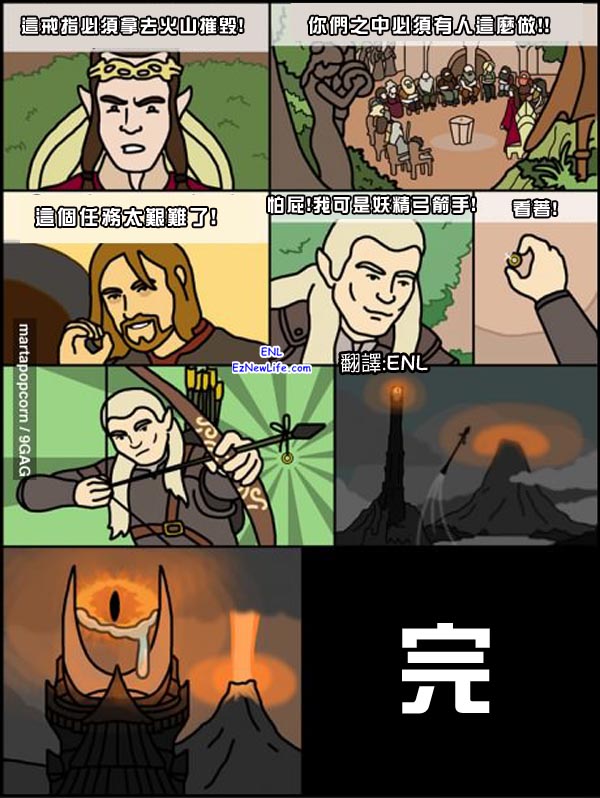 這戒指必須拿去火山摧毀!
你們之中必須有人這麼做!!
這個任務太艱難了!
怕屁!我可是妖精弓箭手!
看著!
ENL
EzNewLife.com
翻譯:ENL
martapopcorn / 9GAG
完